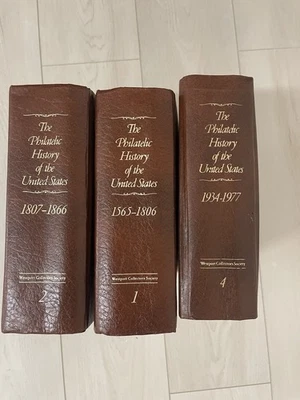 The
Philatelic
History
of the
United States
1807-1866
Westport Collectors Society
2
The
Philatelic
History
of the
United States
1565-1806
Westport Collectors Society
1
The
Philatelic
History
of the
United States
1934-1977
Westport Collectors Society
4